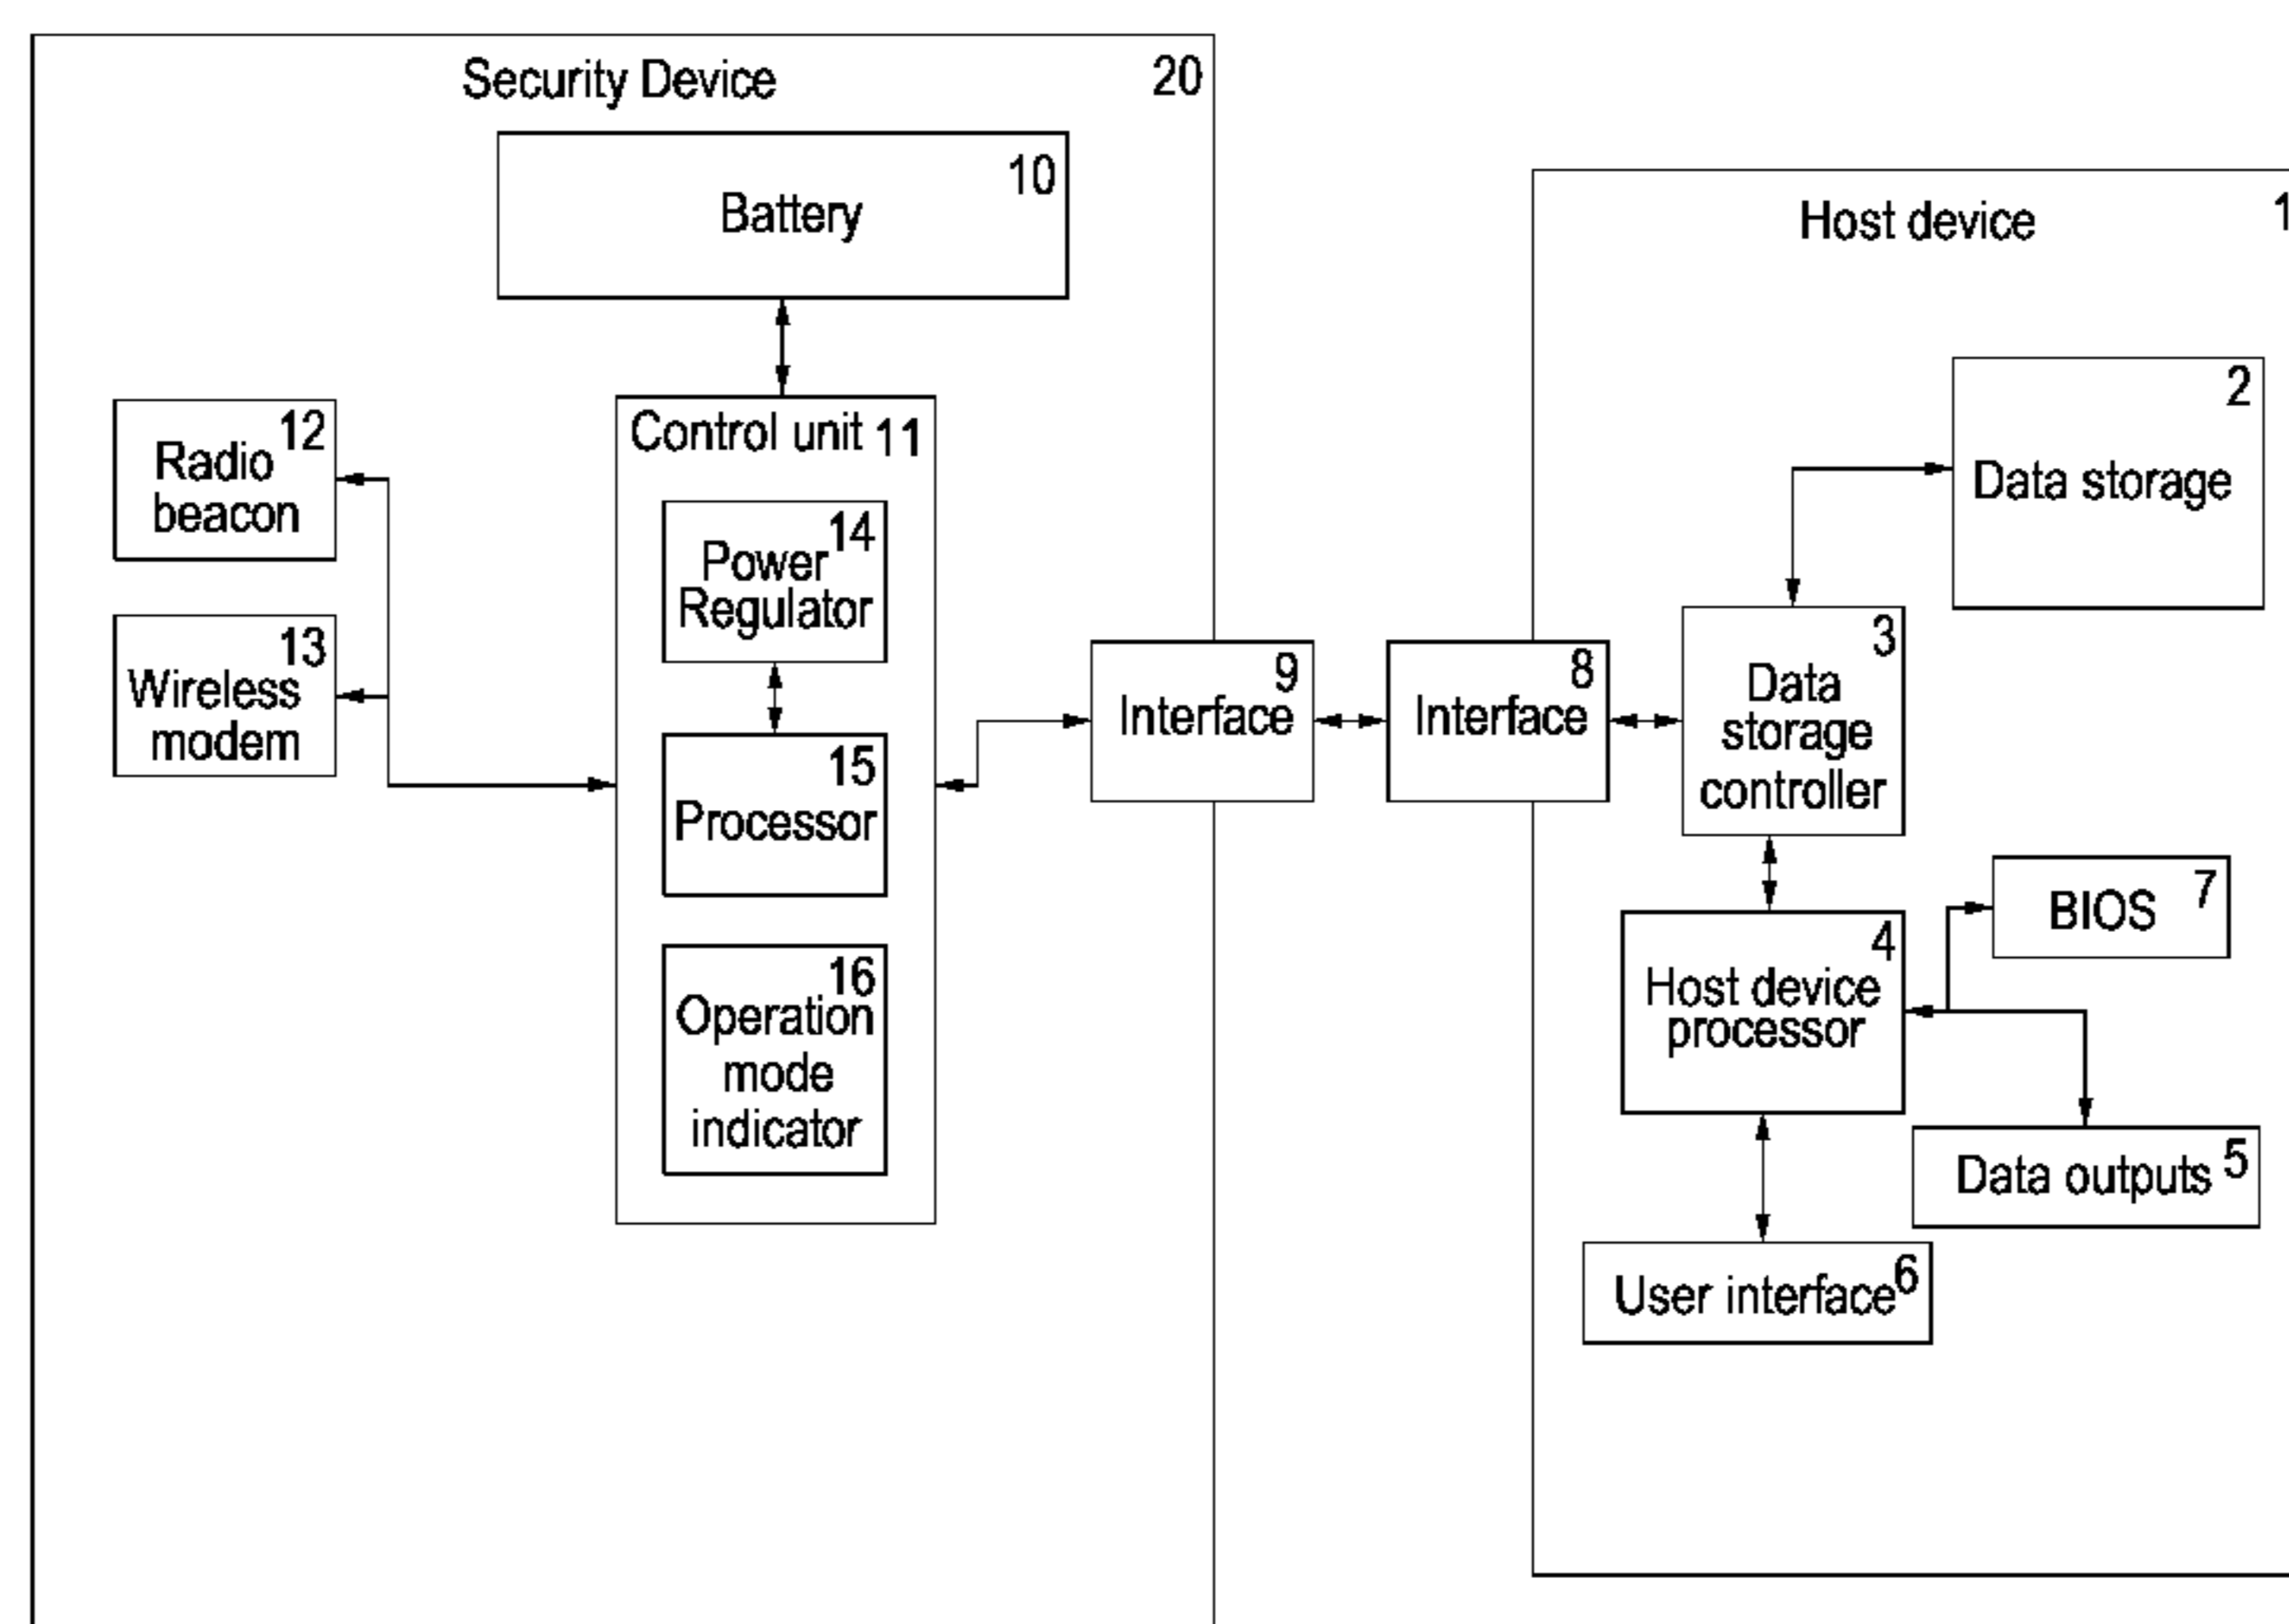 Security Device 20
Battery 10
Control unit 11
Radio 12
beacon
Wireless 13
modem
Power 14
Regulator
Processor 15
Operation 16
mode
indicator
Interface 9
Interface 8
Host device 1
Data storage 2
Data 3
storage
controller
Host device 4
processor
BIOS 7
Data outputs 5
User interface 6